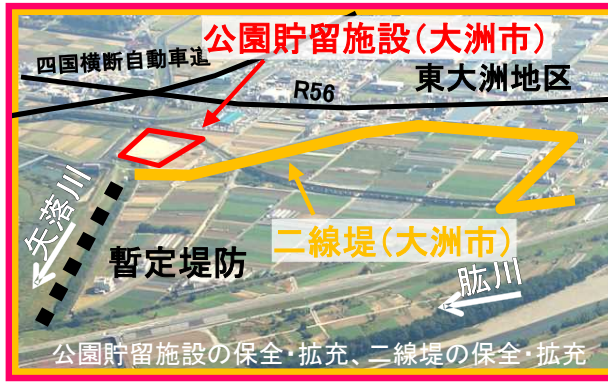 公園貯留施設(大洲市)
四国横断自動車道
東大洲地区
R56
矢落川
二線堤(大洲市)
暫定堤防
肱川
公園貯留施設の保全・拡充、二線堤の保全・拡充